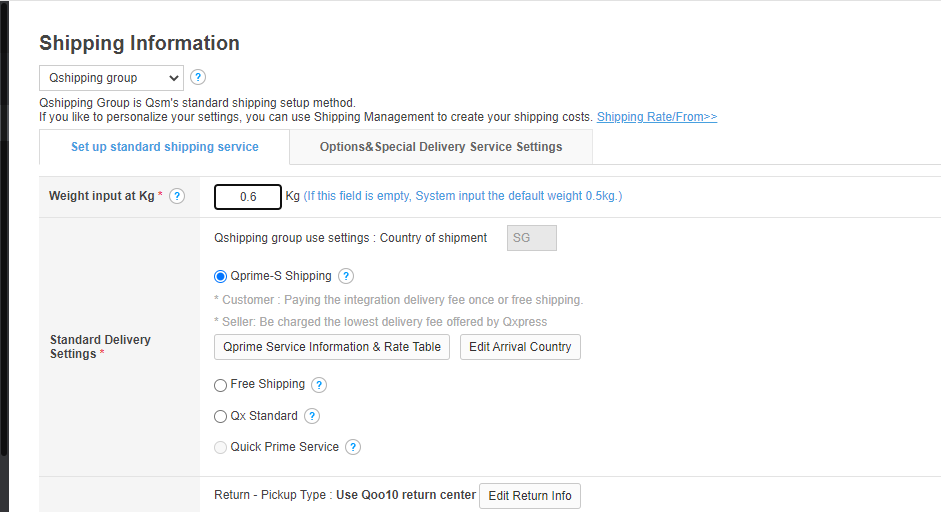 Shipping Information
Qshipping group ?
Qshipping Group is Qsm's standard shipping setup method.
If you like to personalize your settings, you can use Shipping Management to create your shipping costs. Shipping Rate/From>>
Set up standard shipping service Options&Special Delivery Service Settings
Weight input at Kg * ? 0.6 Kg (If this field is empty, System input the default weight 0.5kg.)
Qshipping group use settings : Country of shipment SG
Qprime-S Shipping ?
* Customer : Paying the integration delivery fee once or free shipping.
* Seller: Be charged the lowest delivery fee offered by Qxpress
Standard Delivery
Settings *
Qprime Service Information & Rate Table Edit Arrival Country
Free Shipping ?
Qx Standard ?
Quick Prime Service ?
Return - Pickup Type : Use Qoo10 return center Edit Return Info